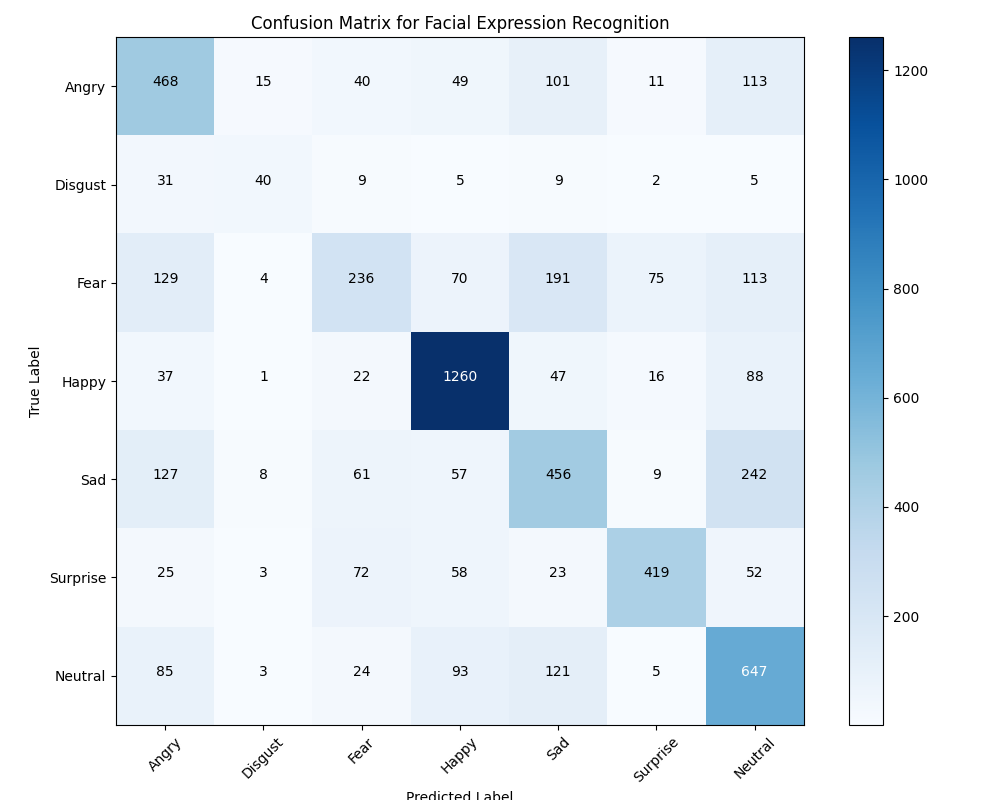 Confusion Matrix for Facial Expression Recognition
True Label
Angry 468 15 40 49 101 11 113
Disgust 31 40 9 5 9 2 5
Fear 129 4 236 70 191 75 113
Happy 37 1 22 1260 47 16 88
Sad 127 8 61 57 456 9 242
Surprise 25 3 72 58 23 419 52
Neutral 85 3 24 93 121 5 647
Angry Disgust Fear Happy Sad Surprise Neutral
Predicted Label
1200
1000
800
600
400
200